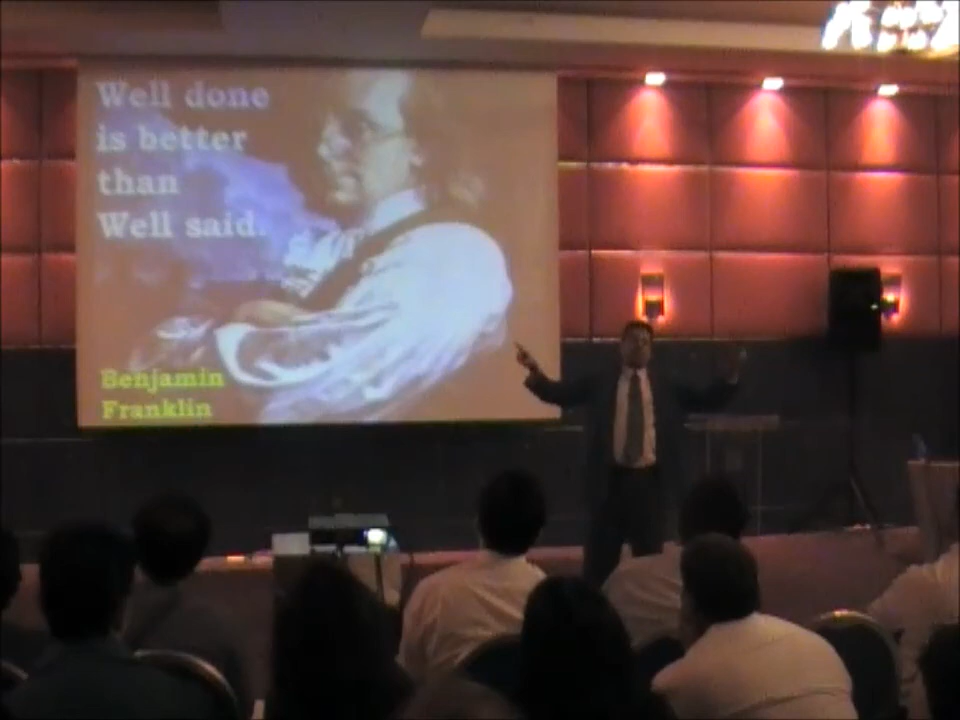 Well done
is better
than
Well said.
Benjamin
Franklin